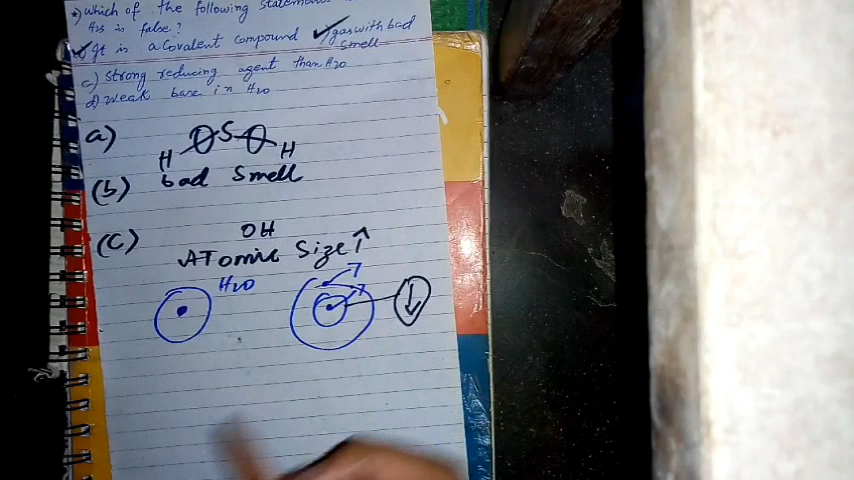 *) Which of the following statements
H2S is false?
a) It is a Covalent compound b) gas with bad
smell
c) Strong reducing agent than H2O
d) Weak base in H2O
a)
S
H H
(b) bad Smell
OH
(C) ATomic Size ↑
H2O